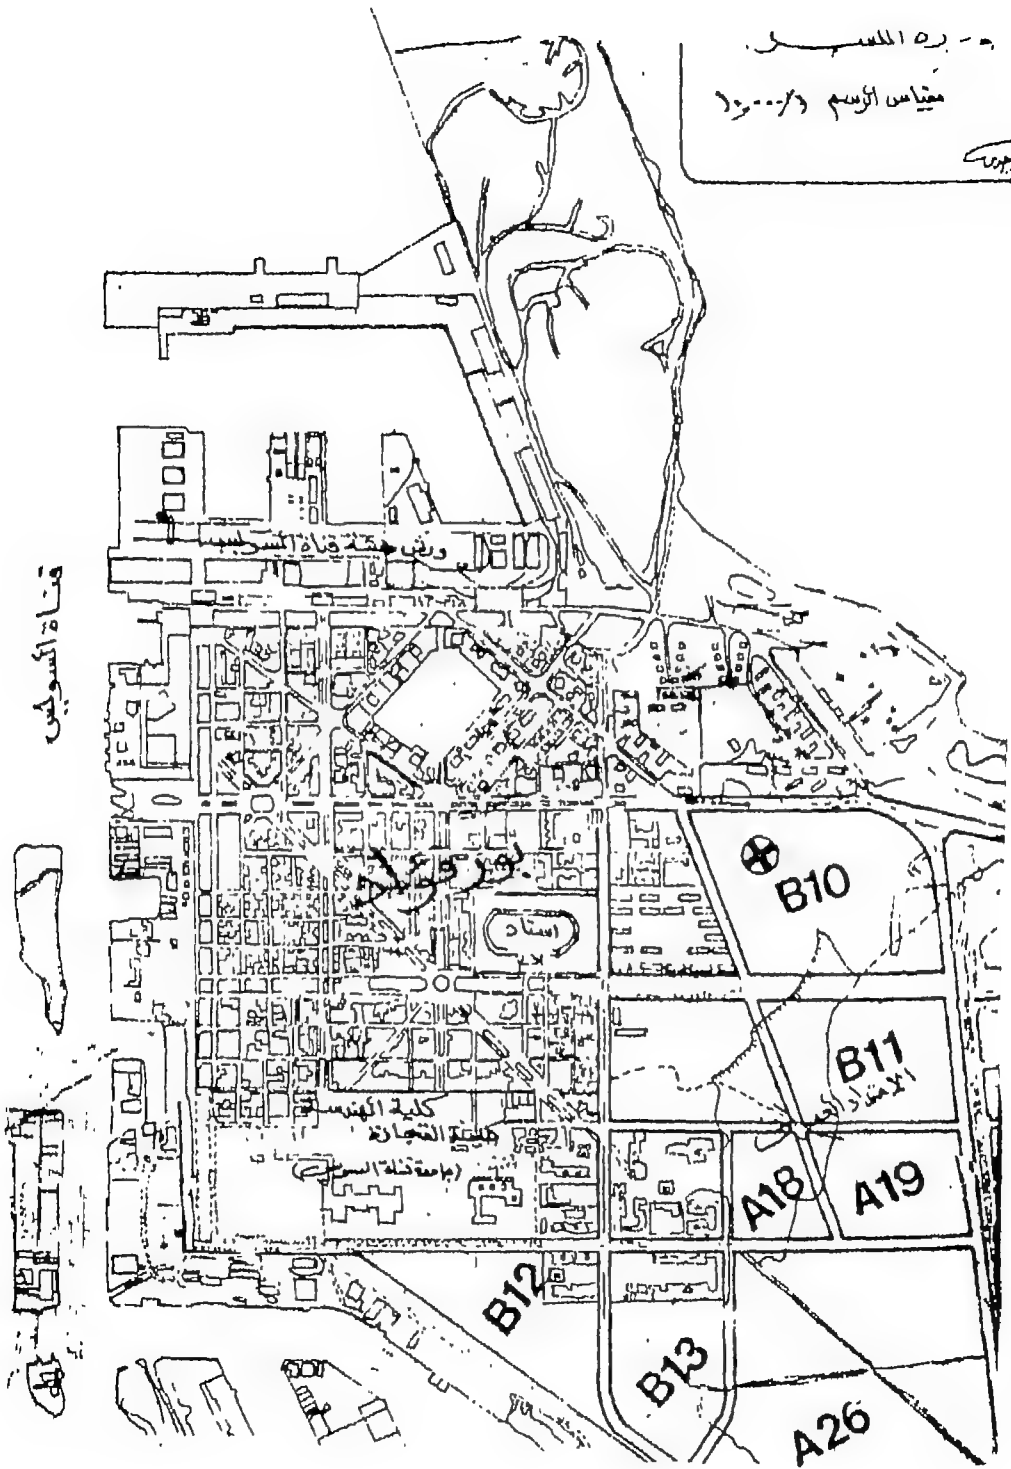 مقياس الرسم
قناة السويس
ورش هيئة قناة السويس
بور فؤاد
استاد
B10
B11
الامتداد
كلية الهندسة
كلية التجارة
(جامعة قناة السويس)
A18
A19
B12
B13
A26